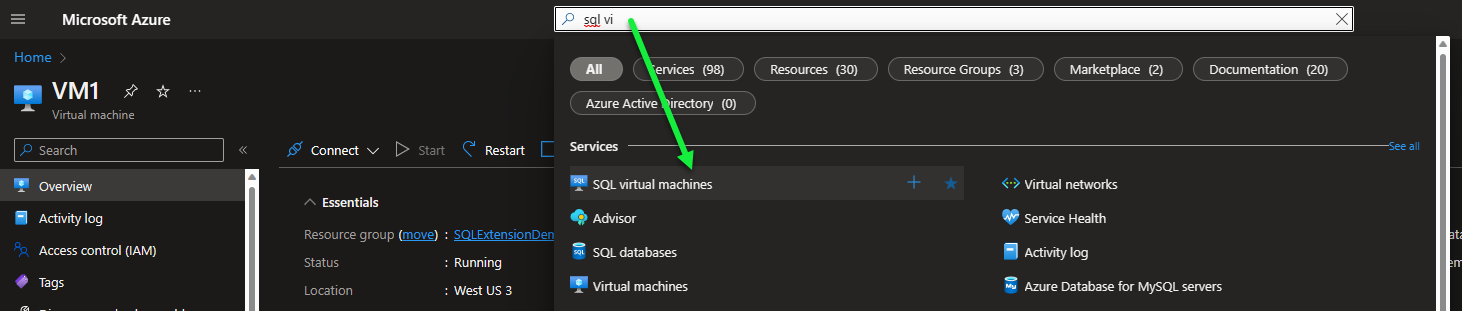 Microsoft Azure
sql vi
Home
VM1
Virtual machine
Search
Overview
Activity log
Access control (IAM)
Tags
Connect
Start
Restart
Essentials
Resource group (move) : SQLExtensionDem
Status : Running
Location : West US 3
All
Services (98)
Resources (30)
Resource Groups (3)
Marketplace (2)
Documentation (20)
Azure Active Directory (0)
Services
See all
SQL virtual machines
Advisor
SQL databases
Virtual machines
Virtual networks
Service Health
Activity log
Azure Database for MySQL servers